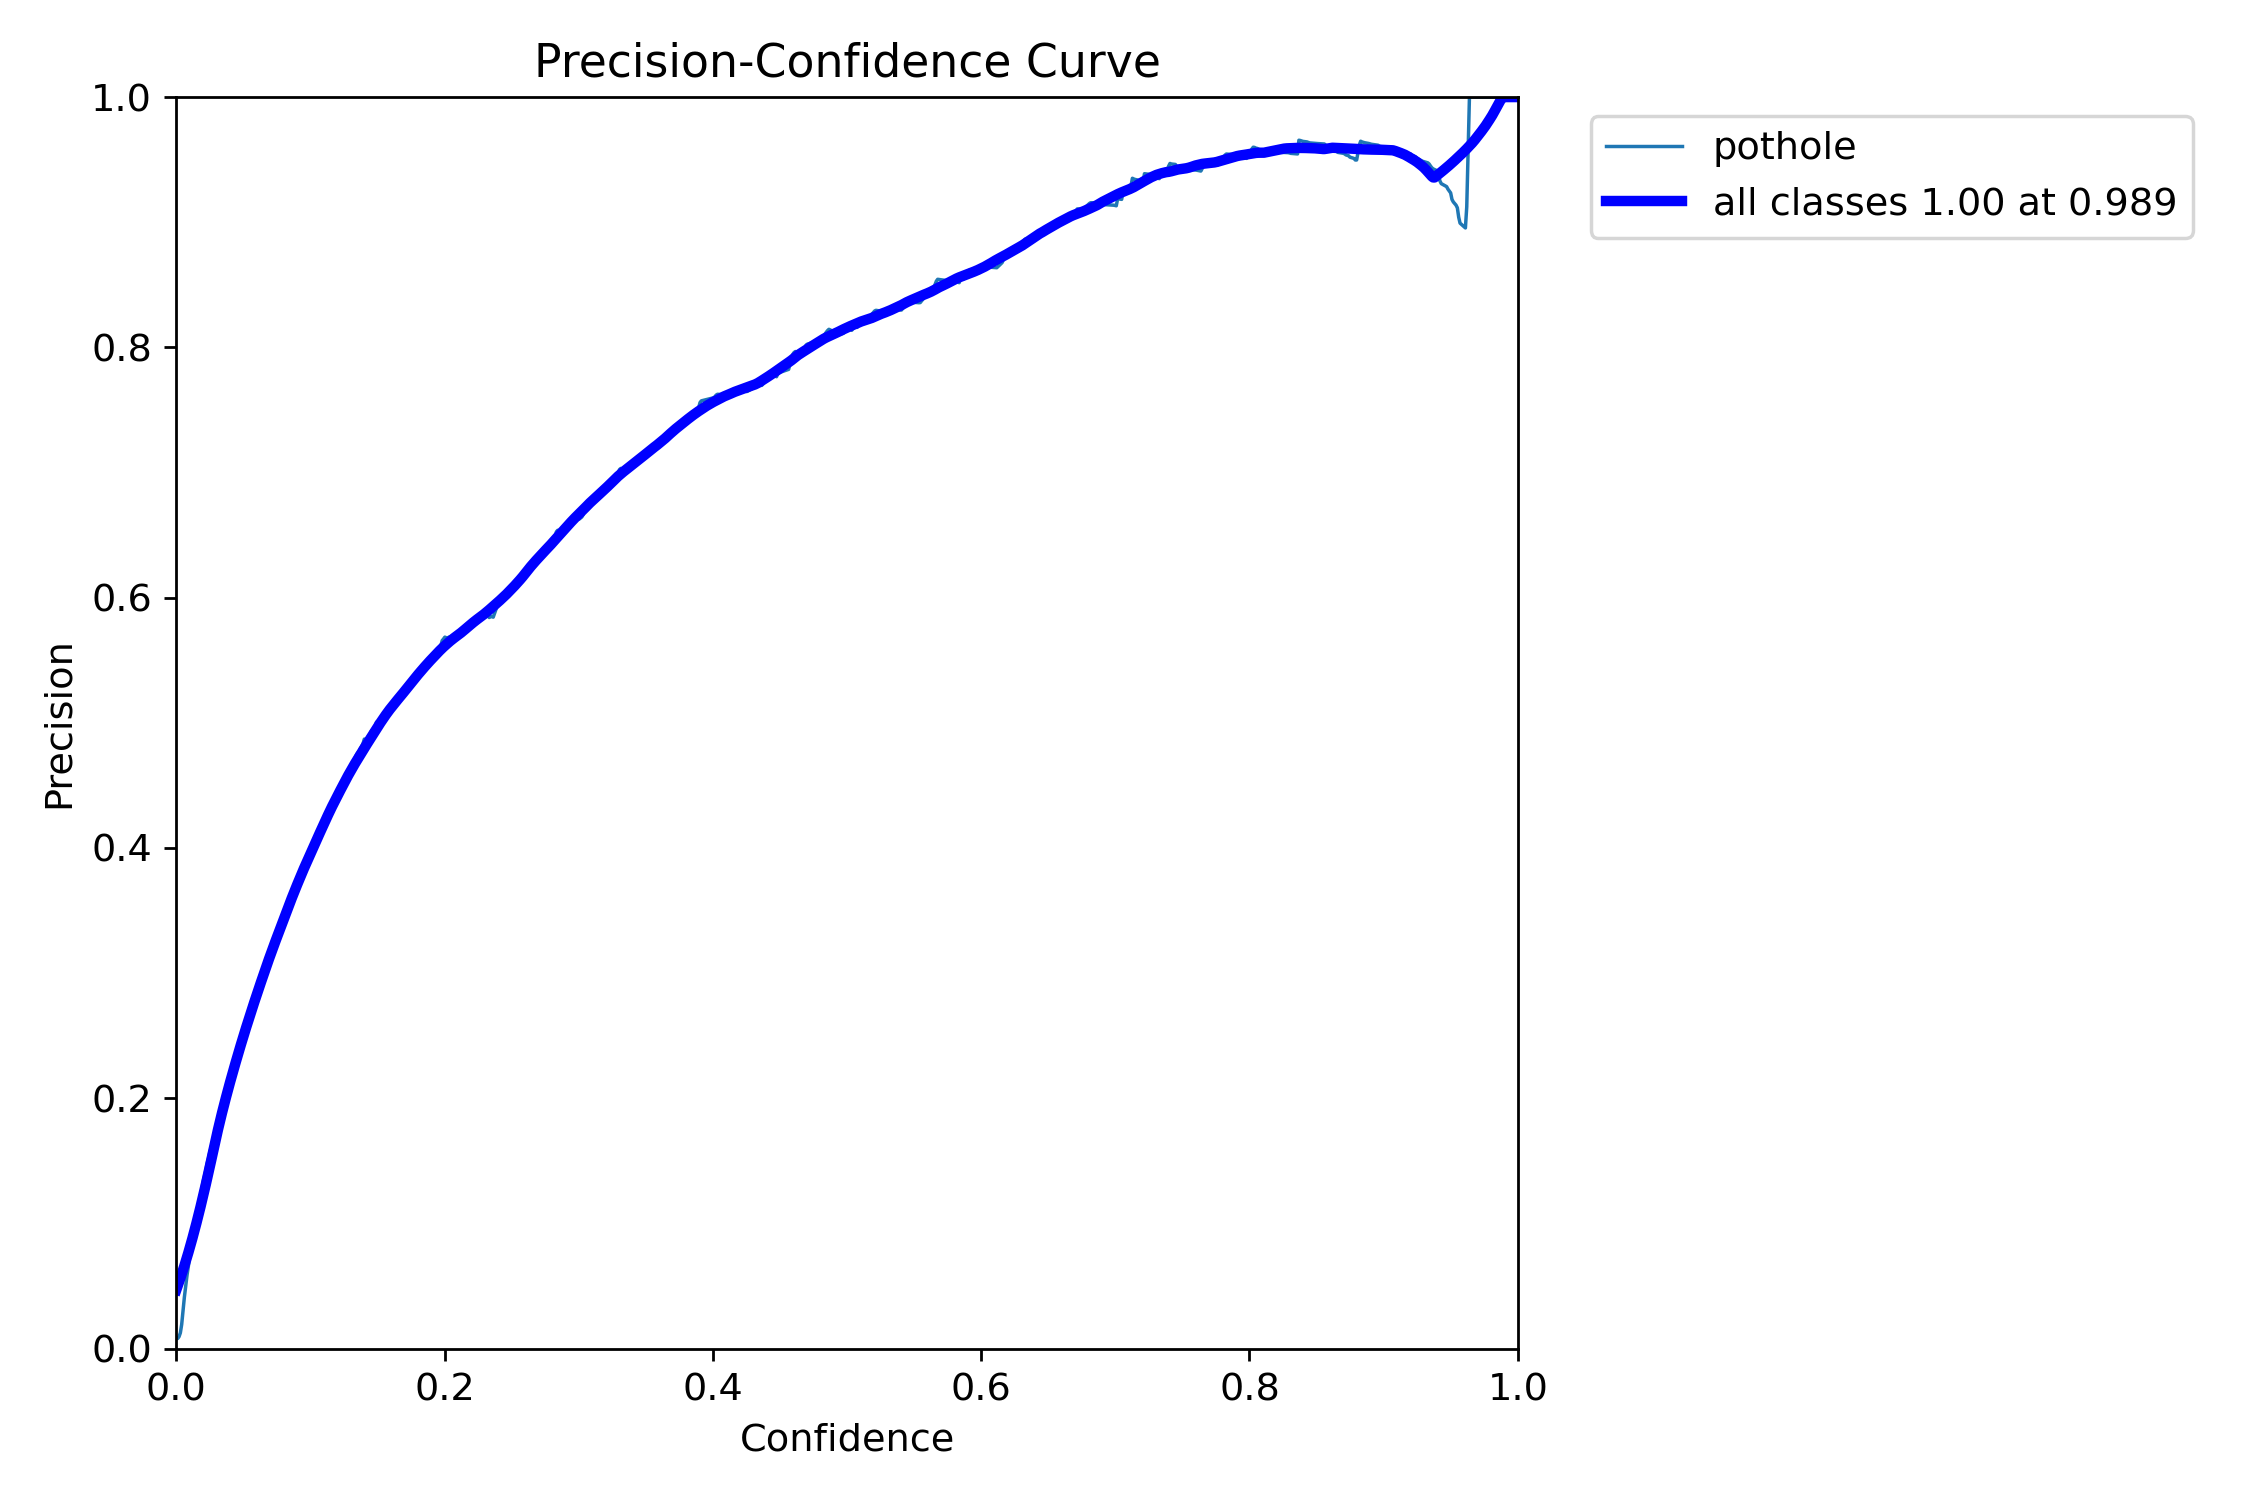 Precision-Confidence Curve
1.0
0.8
0.6
0.4
0.2
0.0
Precision
0.0 0.2 0.4 0.6 0.8 1.0
Confidence
pothole
all classes 1.00 at 0.989